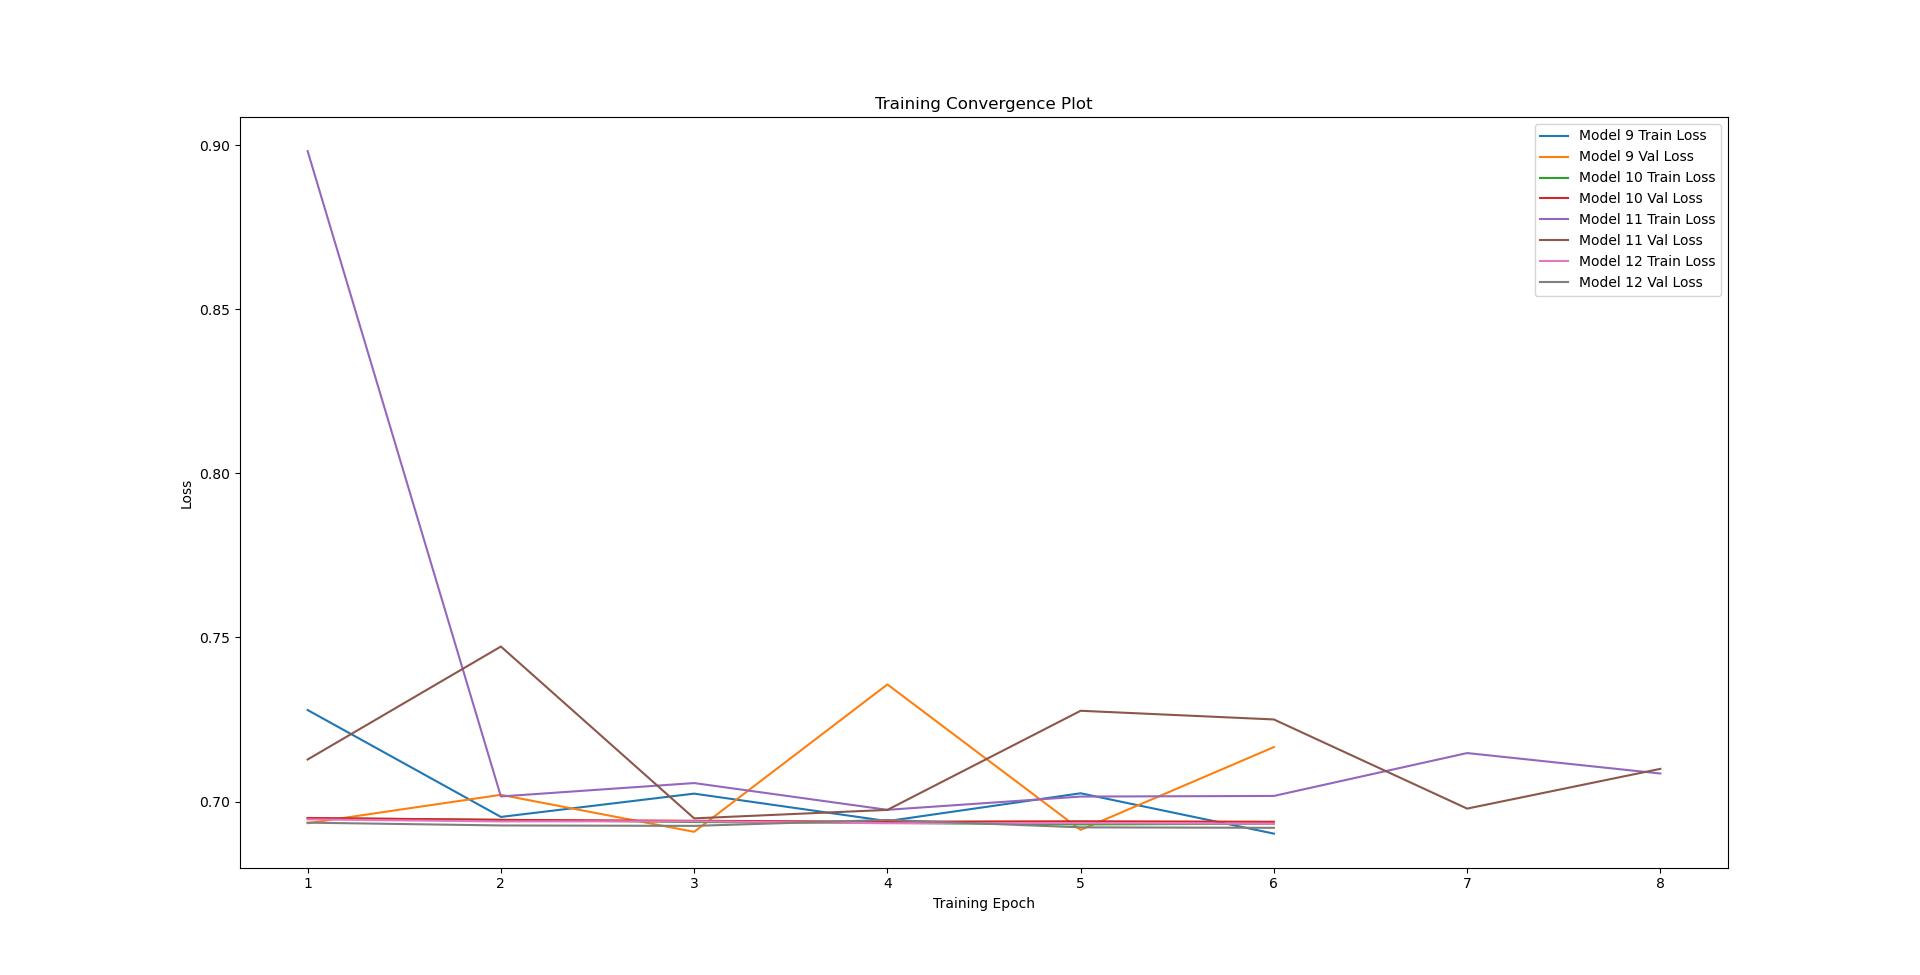 Training Convergence Plot
Model 9 Train Loss
Model 9 Val Loss
Model 10 Train Loss
Model 10 Val Loss
Model 11 Train Loss
Model 11 Val Loss
Model 12 Train Loss
Model 12 Val Loss
0.90
0.85
0.80
0.75
0.70
Loss
1 2 3 4 5 6 7 8
Training Epoch